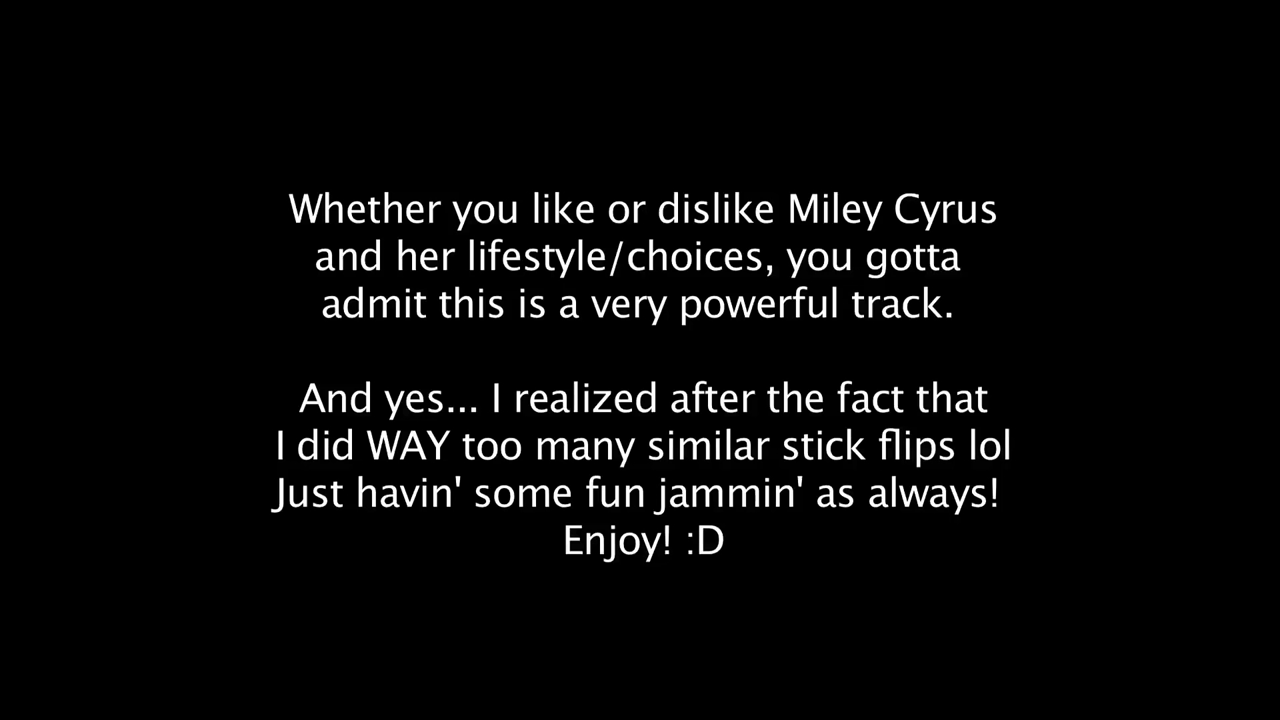 Whether you like or dislike Miley Cyrus
and her lifestyle/choices, you gotta
admit this is a very powerful track.
And yes... I realized after the fact that
I did WAY too many similar stick flips lol
Just havin' some fun jammin' as always!
Enjoy! :D